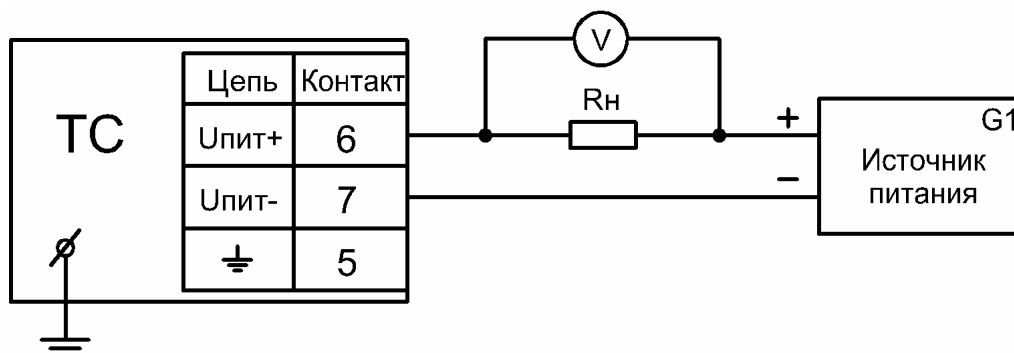 ТС
Цепь Контакт
Uпит+ 6
Uпит- 7
5
V
Rн
+
–
G1
Источник
питания